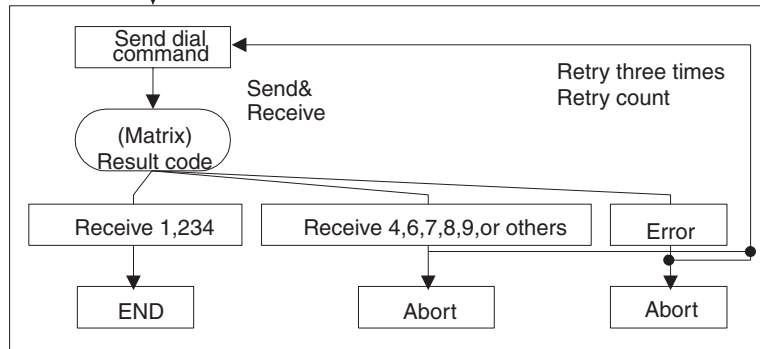 Send dial
command
Send&
Receive
Retry three times
Retry count
(Matrix)
Result code
Receive 1,234
Receive 4,6,7,8,9,or others
Error
END
Abort
Abort